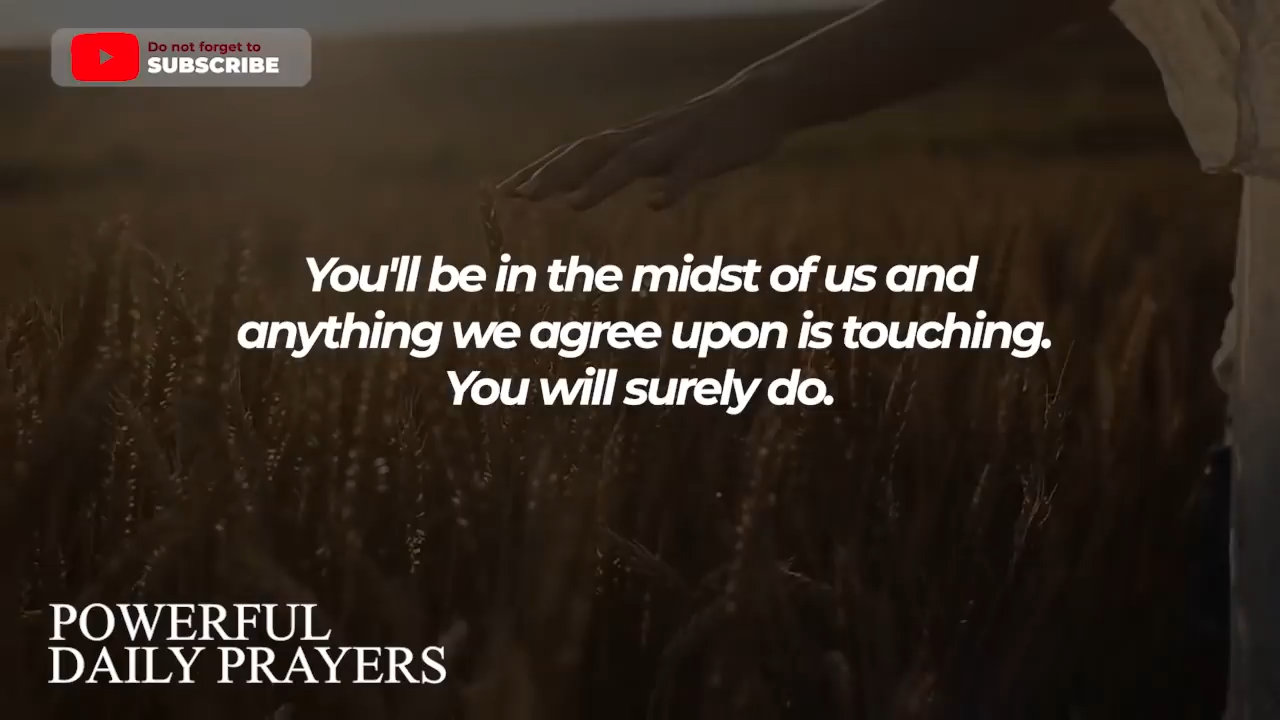 Do not forget to
SUBSCRIBE
You'll be in the midst of us and
anything we agree upon is touching.
You will surely do.
POWERFUL
DAILY PRAYERS